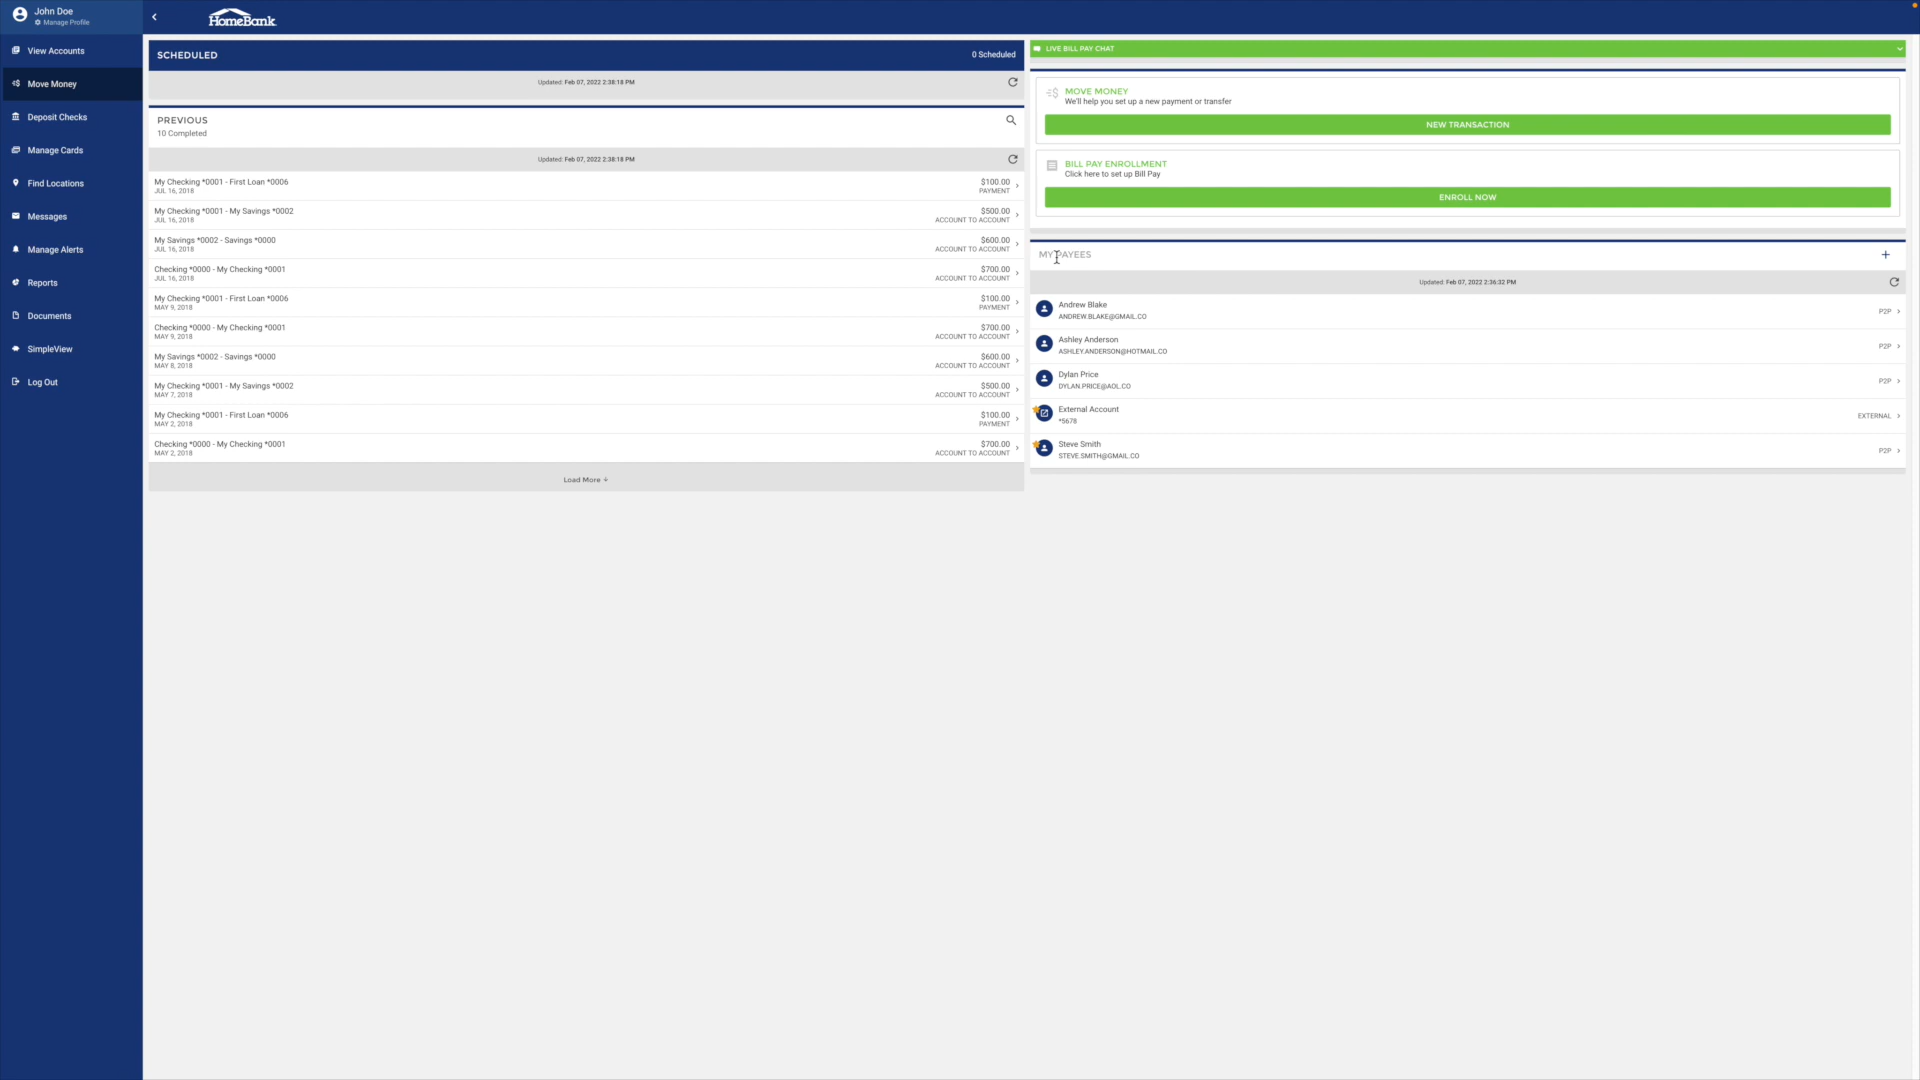 John Doe
Manage Profile
HomeBank
View Accounts
Move Money
Deposit Checks
Manage Cards
Find Locations
Messages
Manage Alerts
Reports
Documents
SimpleView
Log Out
SCHEDULED
0 Scheduled
Updated: Feb 07, 2022 2:38:18 PM
PREVIOUS
10 Completed
Updated: Feb 07, 2022 2:38:18 PM
My Checking *0001 - First Loan *0006 $100.00
JUL 16, 2018 PAYMENT
My Checking *0001 - My Savings *0002 $500.00
JUL 16, 2018 ACCOUNT TO ACCOUNT
My Savings *0002 - Savings *0000 $600.00
JUL 16, 2018 ACCOUNT TO ACCOUNT
Checking *0000 - My Checking *0001 $700.00
JUL 16, 2018 ACCOUNT TO ACCOUNT
My Checking *0001 - First Loan *0006 $100.00
MAY 9, 2018 PAYMENT
Checking *0000 - My Checking *0001 $700.00
MAY 9, 2018 ACCOUNT TO ACCOUNT
My Savings *0002 - Savings *0000 $600.00
MAY 8, 2018 ACCOUNT TO ACCOUNT
My Checking *0001 - My Savings *0002 $500.00
MAY 7, 2018 ACCOUNT TO ACCOUNT
My Checking *0001 - First Loan *0006 $100.00
MAY 2, 2018 PAYMENT
Checking *0000 - My Checking *0001 $700.00
MAY 2, 2018 ACCOUNT TO ACCOUNT
Load More
LIVE BILL PAY CHAT
MOVE MONEY
We'll help you set up a new payment or transfer
NEW TRANSACTION
BILL PAY ENROLLMENT
Click here to set up Bill Pay
ENROLL NOW
MY PAYEES
Updated: Feb 07, 2022 2:36:32 PM
Andrew Blake
ANDREW.BLAKE@GMAIL.CO
P2P
Ashley Anderson
ASHLEY.ANDERSON@HOTMAIL.CO
P2P
Dylan Price
DYLAN.PRICE@AOL.CO
P2P
External Account
*5678
EXTERNAL
Steve Smith
STEVE.SMITH@GMAIL.CO
P2P